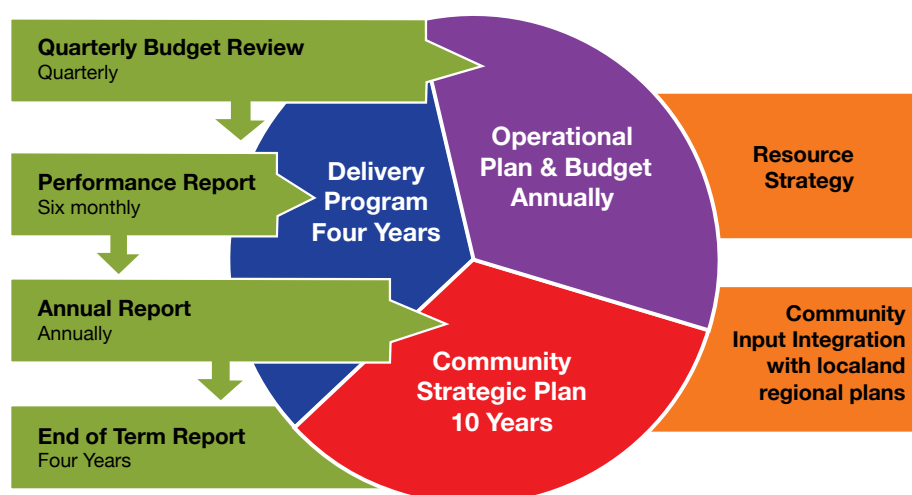 Quarterly Budget Review
Quarterly
Performance Report
Six monthly
Annual Report
Annually
End of Term Report
Four Years
Delivery
Program
Four Years
Operational
Plan & Budget
Annually
Community
Strategic Plan
10 Years
Resource
Strategy
Community
Input Integration
with localand
regional plans